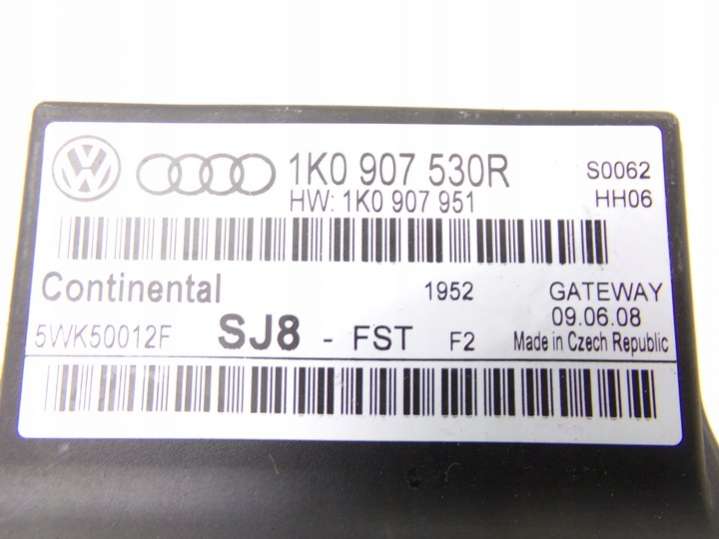 1K0 907 530R S0062
HW: 1K0 907 951 HH06
Continental 1952 GATEWAY
09.06.08
5WK50012F SJ8 - FST F2 Made in Czech Republic